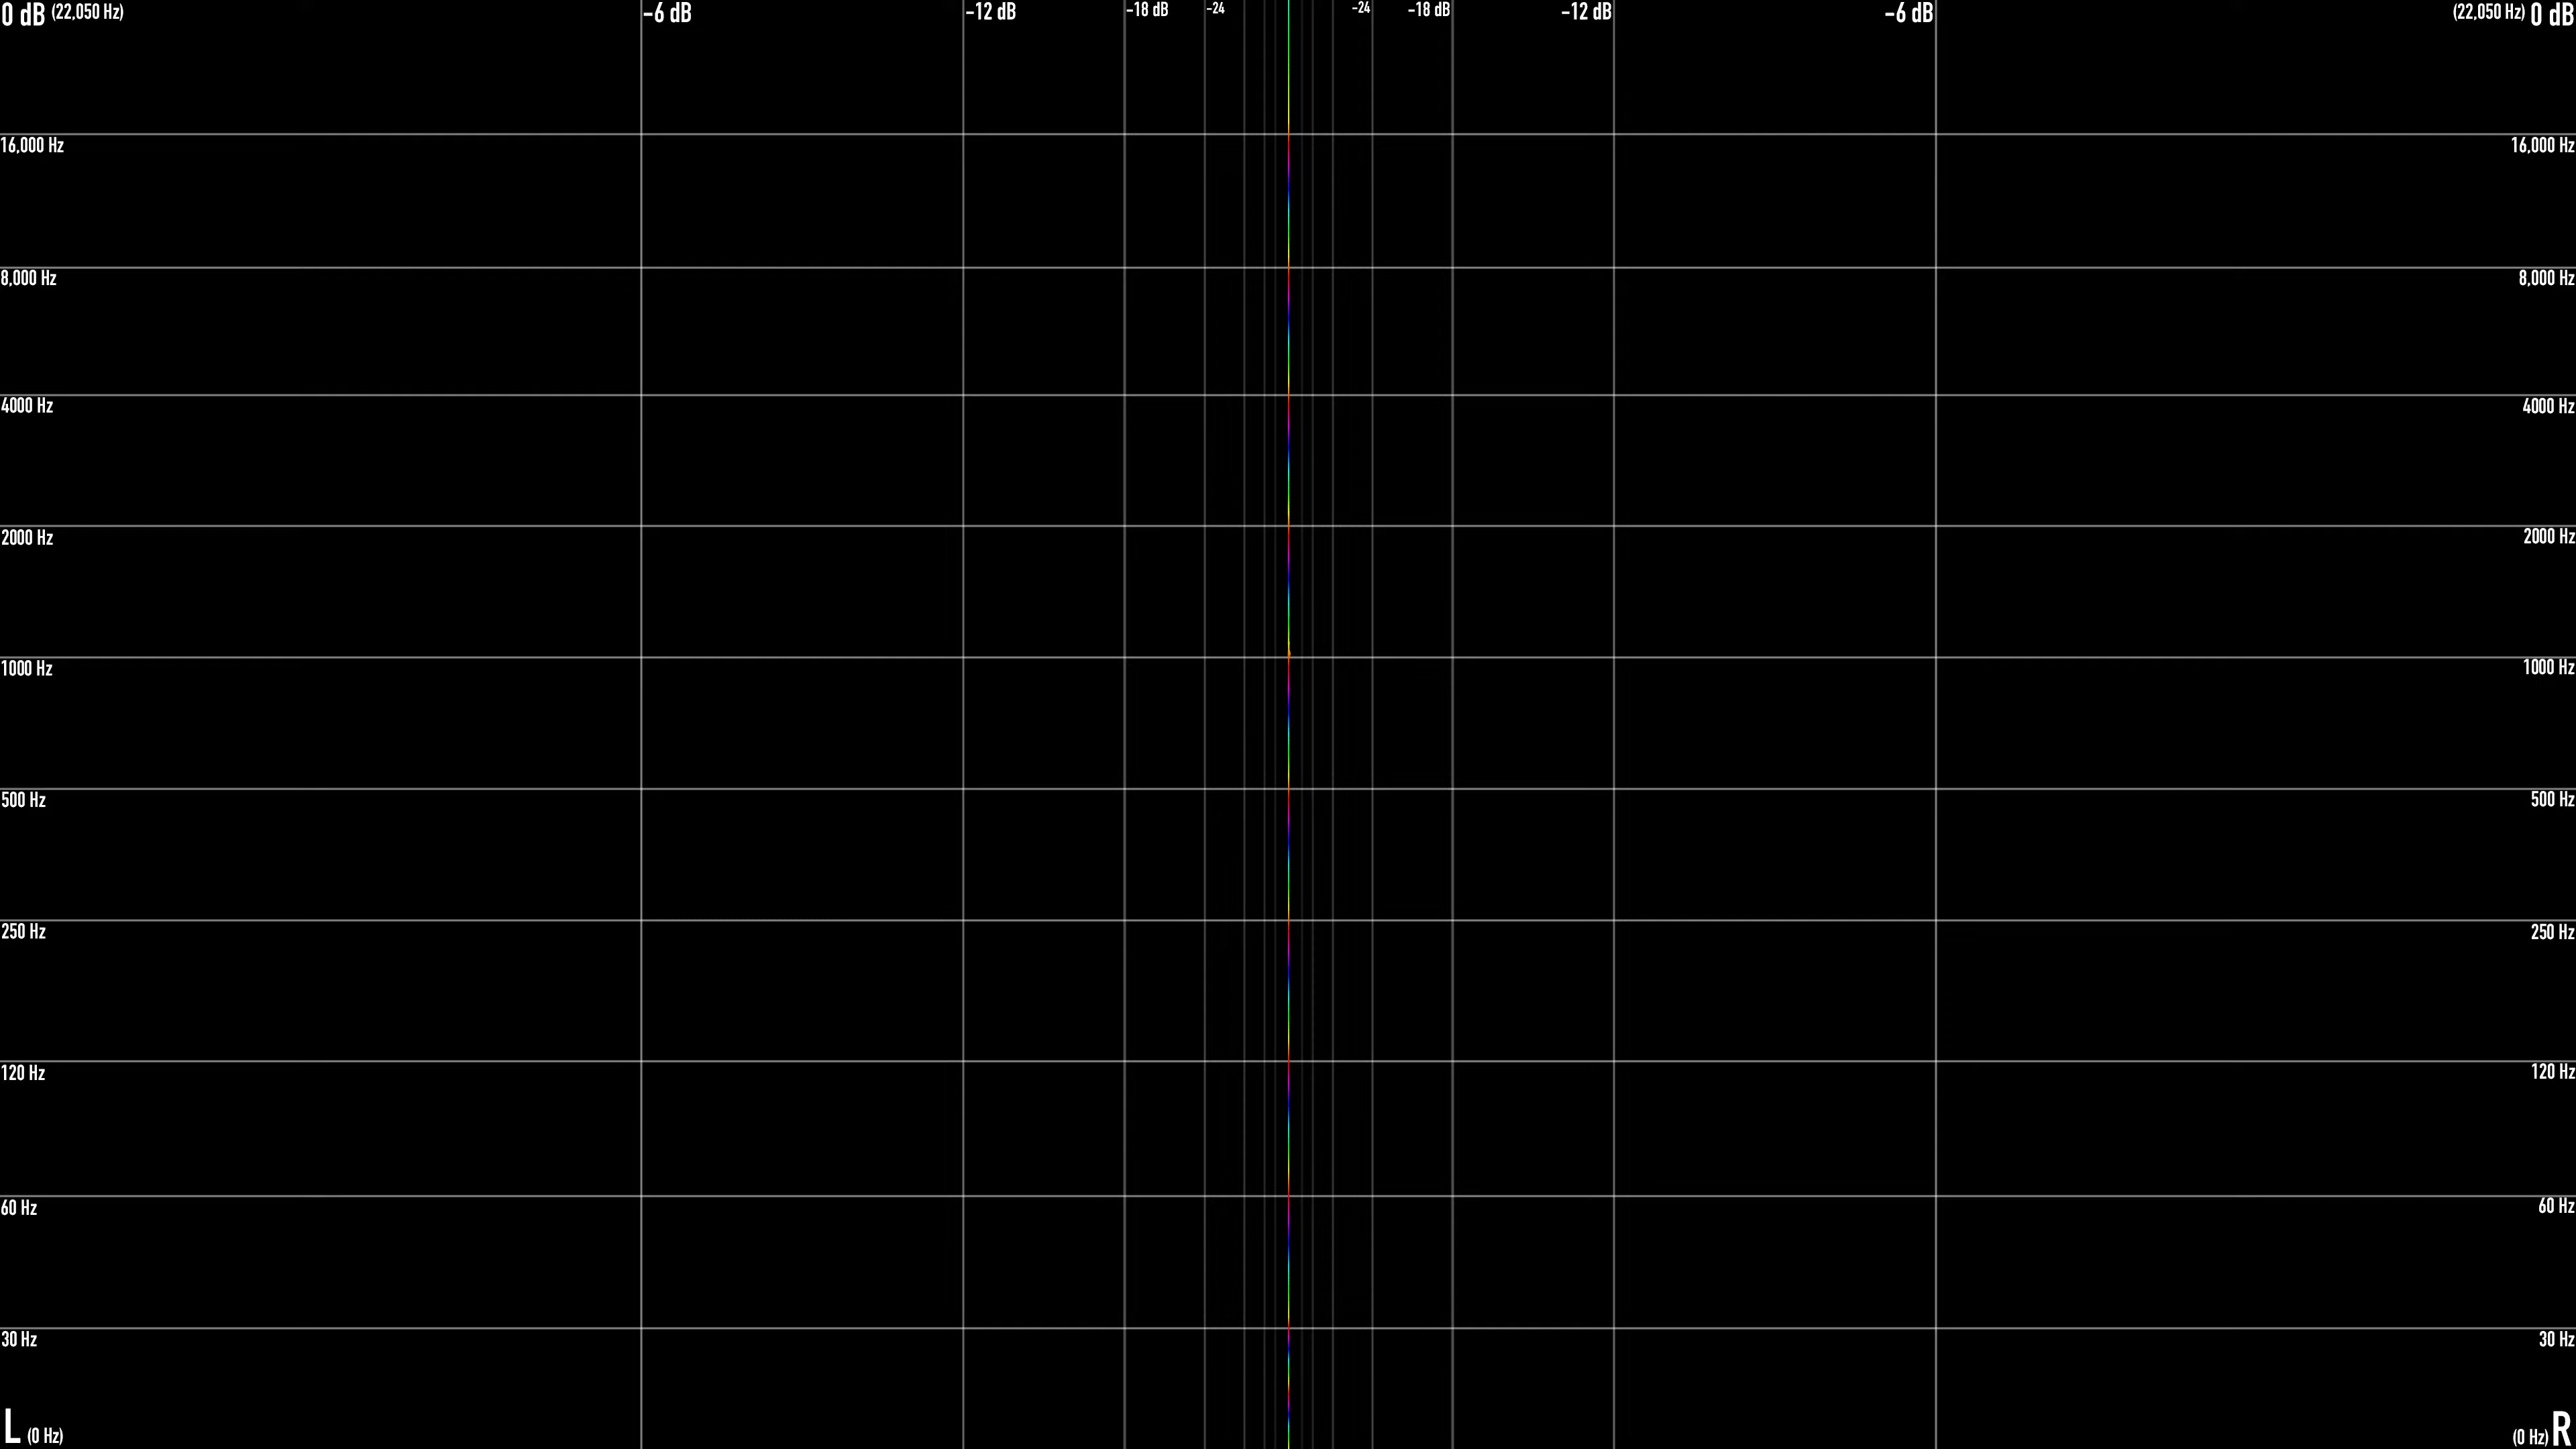 0 dB (22,050 Hz) −6 dB −12 dB −18 dB −24 −24 −18 dB −12 dB −6 dB (22,050 Hz) 0 dB
16,000 Hz 16,000 Hz
8,000 Hz 8,000 Hz
4000 Hz 4000 Hz
2000 Hz 2000 Hz
1000 Hz 1000 Hz
500 Hz 500 Hz
250 Hz 250 Hz
120 Hz 120 Hz
60 Hz 60 Hz
30 Hz 30 Hz
L (0 Hz) (0 Hz) R